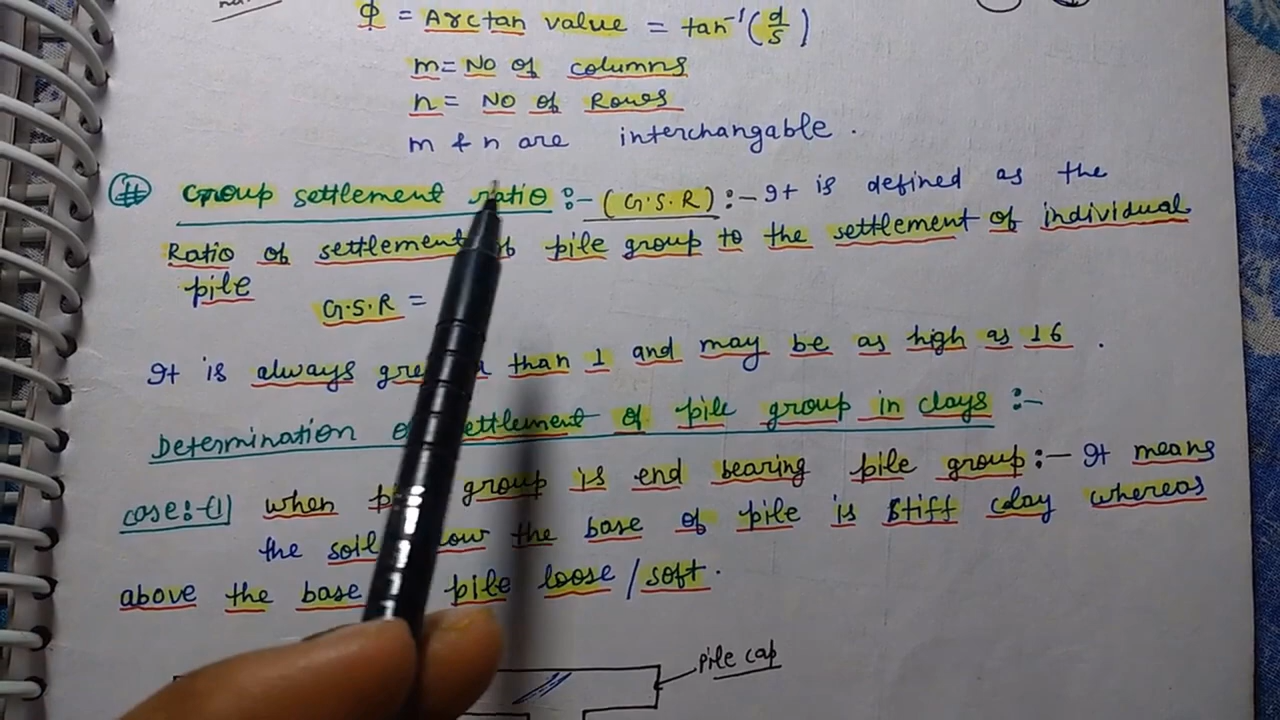 ϕ = Arctan value = tan⁻¹(d/s)
m = No of columns
n = No of Rows
m & n are interchangable.
# Group settlement ratio :- (G.S.R) :- It is defined as the
Ratio of settlement of pile group to the settlement of individual
pile
G.S.R =
It is always than 1 and may be as high as 16.
Determination settlement of pile group in clays :-
case:-(1) when group is end bearing pile group :- It means
the soil the base of pile is stiff clay whereas
above the base pile loose/soft.
pile cap